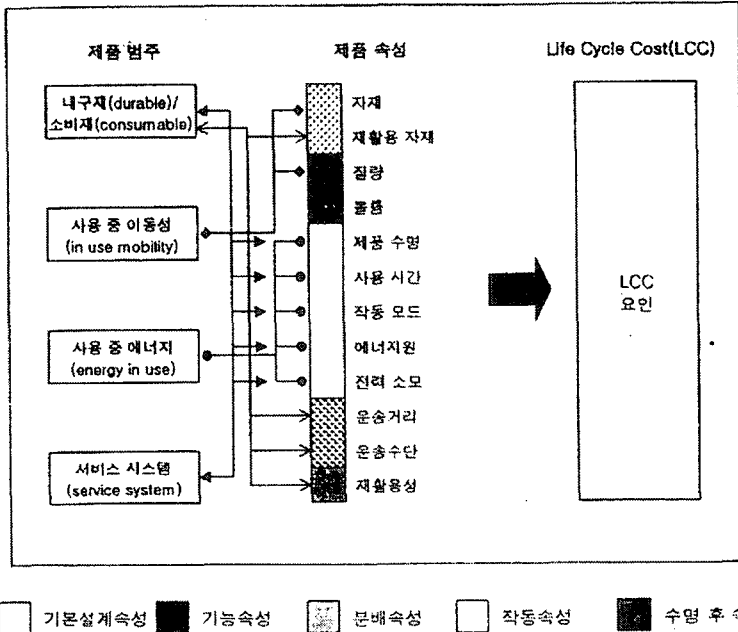 제품 범주
제품 속성
Life Cycle Cost(LCC)
내구재(durable)/
소비재(consumable)
사용 중 이동성
(in use mobility)
사용 중 에너지
(energy in use)
서비스 시스템
(service system)
자재
재활용 자재
질량
볼륨
제품 수명
사용 시간
작동 모드
에너지원
전력 소모
운송거리
운송수단
재활용성
LCC
요인
기본설계속성
기능속성
분배속성
작동속성
수명 후